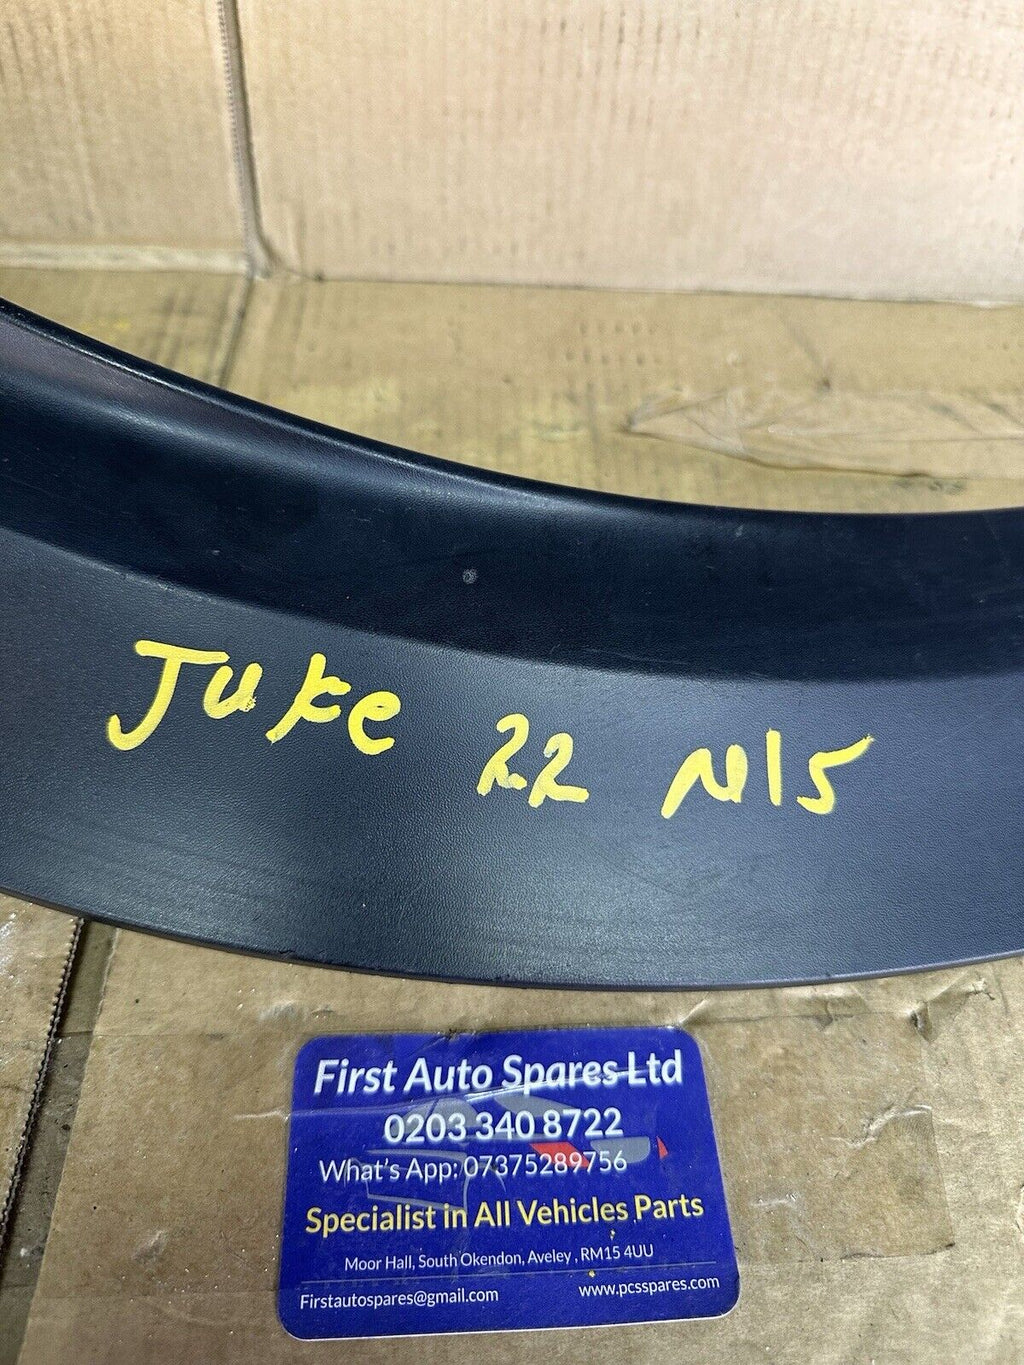 Juke 22 N15
First Auto Spares Ltd
0203 340 8722
What's App: 07375289756
Specialist in All Vehicles Parts
Moor Hall, South Okendon, Aveley , RM15 4UU
Firstautospares@gmail.com www.pcsspares.com